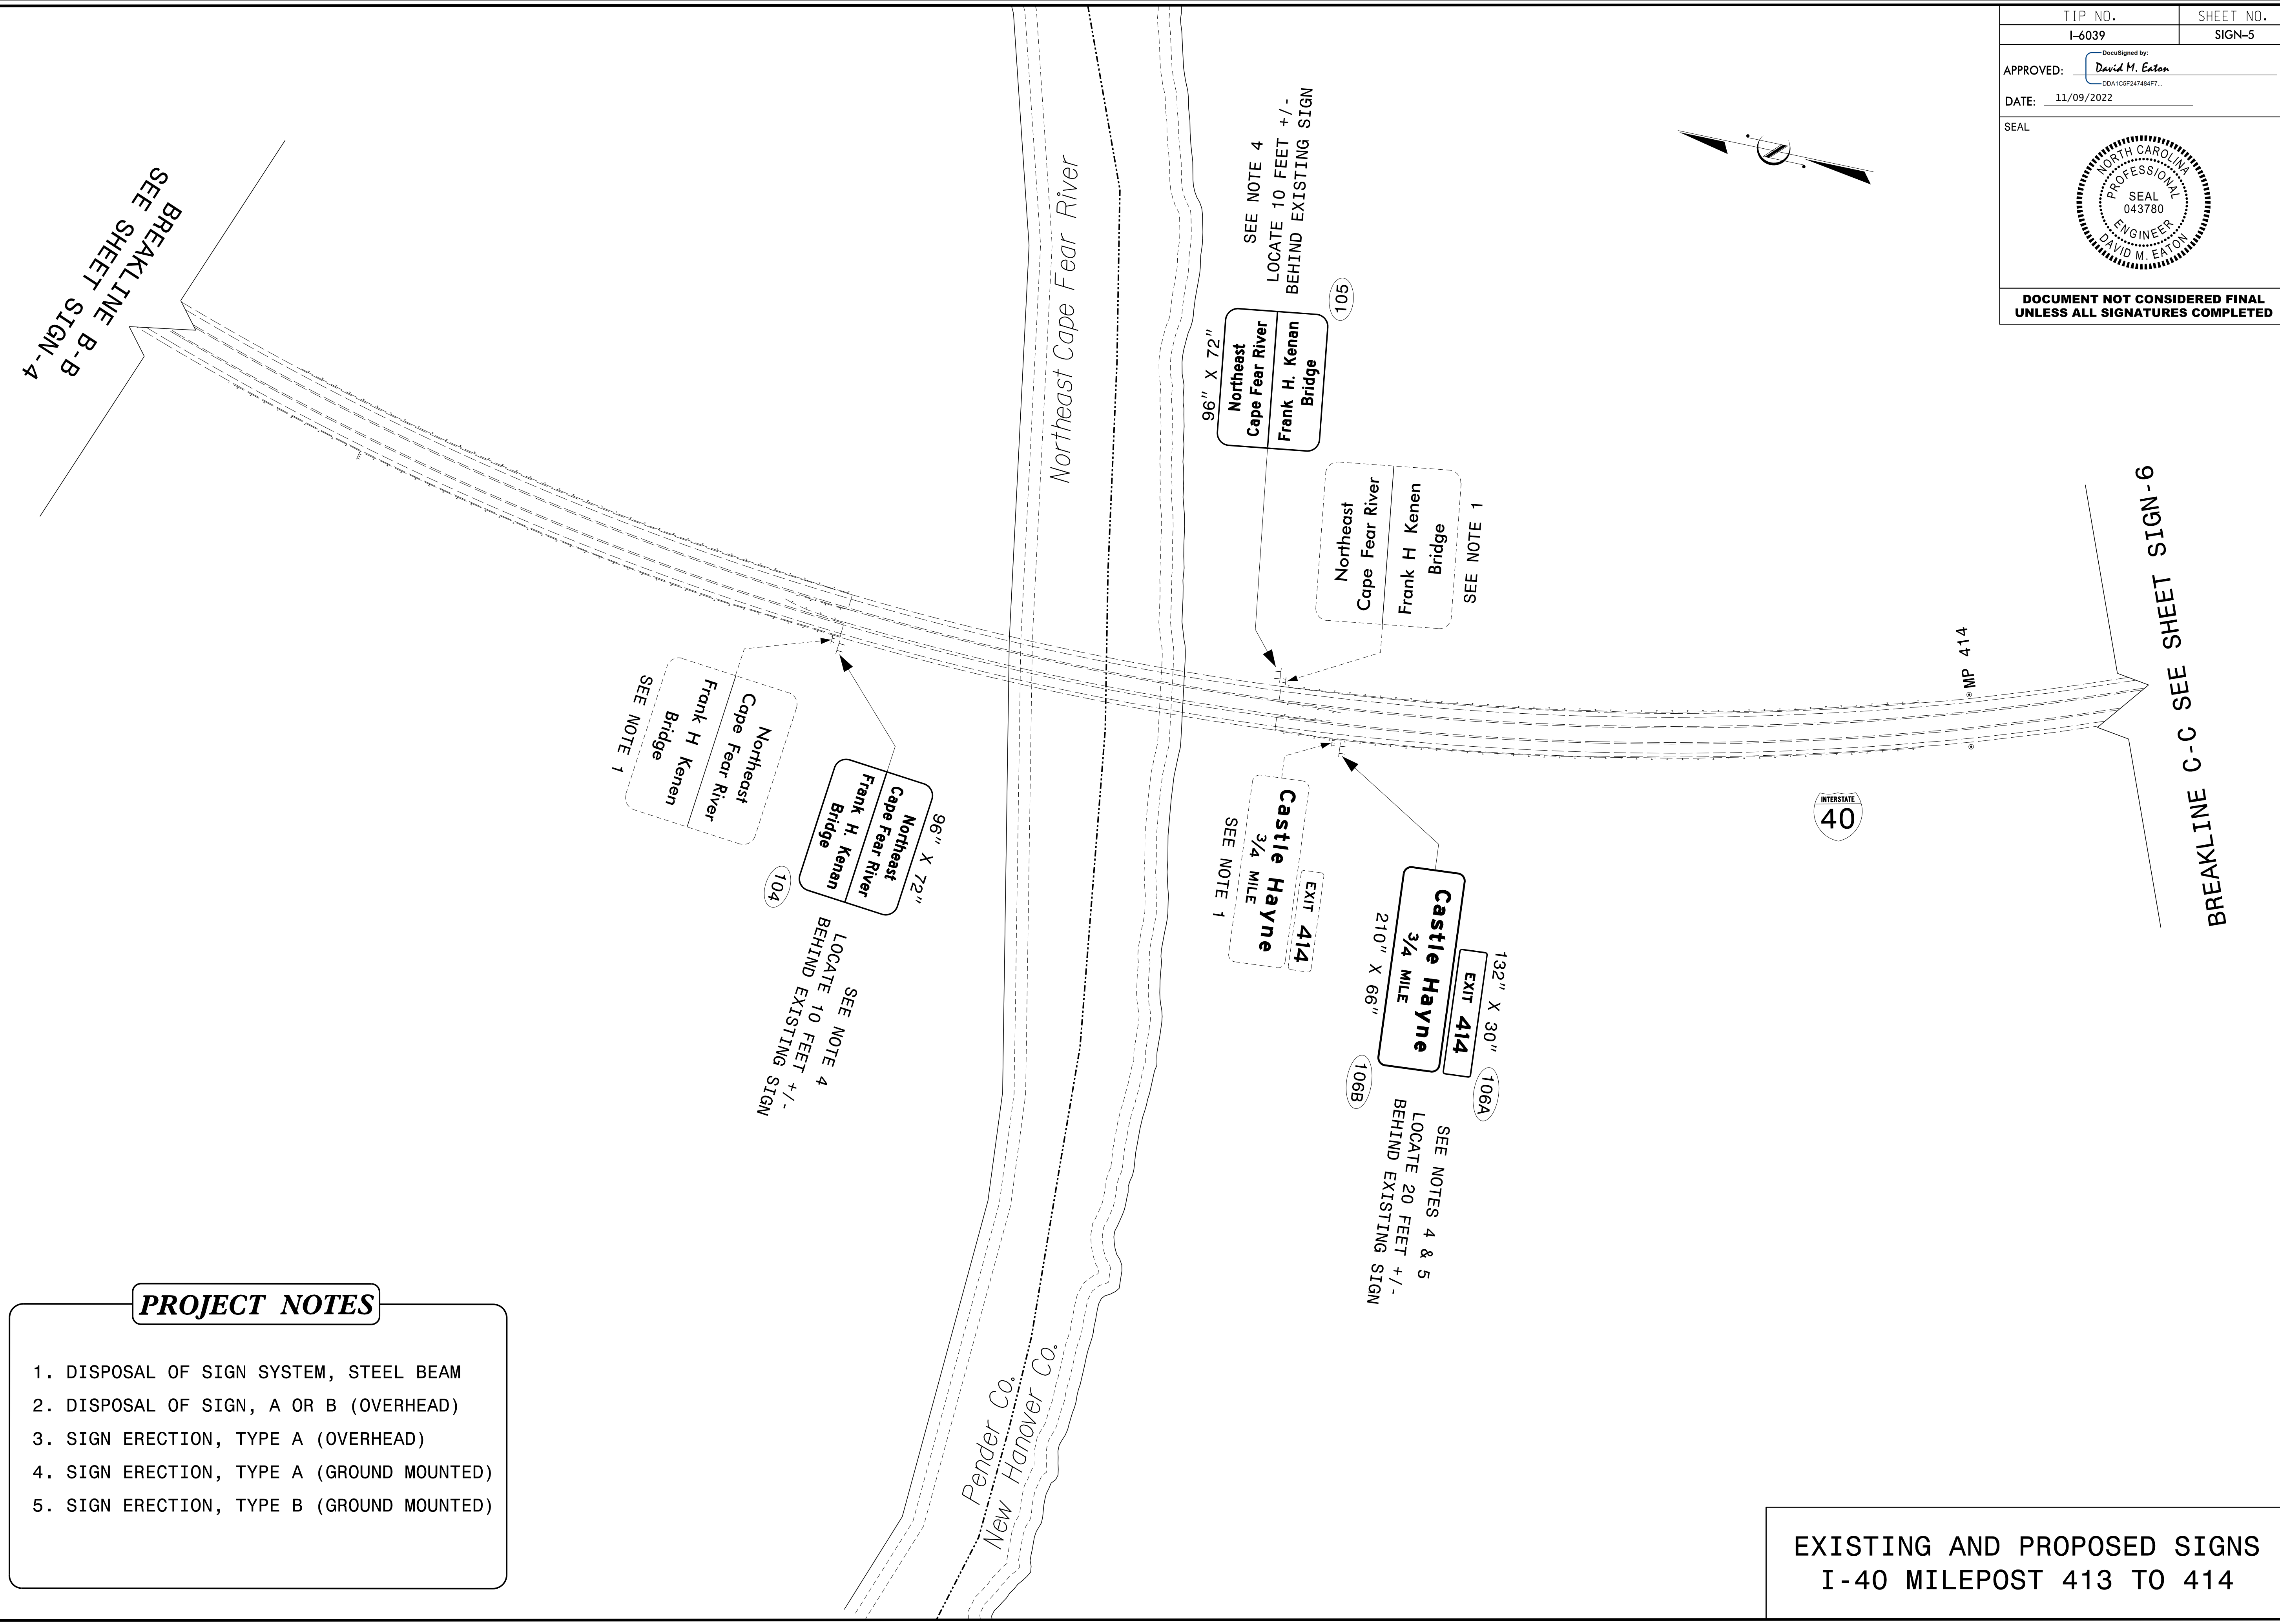 TIP NO. SHEET NO.
I-6039 SIGN-5
DocuSigned by:
APPROVED: David M. Eaton
DDA1C5F247484F7...
DATE: 11/09/2022
SEAL
NORTH CAROLINA
PROFESSIONAL
SEAL
043780
ENGINEER
DAVID M. EATON
DOCUMENT NOT CONSIDERED FINAL
UNLESS ALL SIGNATURES COMPLETED
BREAKLINE B-B
SEE SHEET SIGN-4
Northeast Cape Fear River
SEE NOTE 4
LOCATE 10 FEET +/-
BEHIND EXISTING SIGN
105
96" X 72"
Northeast
Cape Fear River
Frank H. Kenan
Bridge
Northeast
Cape Fear River
Frank H Kenen
Bridge
SEE NOTE 1
MP 414
BREAKLINE C-C SEE SHEET SIGN-6
INTERSTATE
40
Northeast
Cape Fear River
Frank H Kenen
Bridge
SEE NOTE 1
96" X 72"
Northeast
Cape Fear River
Frank H. Kenan
Bridge
104
SEE NOTE 4
LOCATE 10 FEET +/-
BEHIND EXISTING SIGN
EXIT 414
Castle Hayne
3/4 MILE
SEE NOTE 1
132" X 30"
EXIT 414
Castle Hayne
3/4 MILE
210" X 66"
106A
106B
SEE NOTES 4 & 5
LOCATE 20 FEET +/-
BEHIND EXISTING SIGN
Pender Co.
New Hanover Co.
PROJECT NOTES
1. DISPOSAL OF SIGN SYSTEM, STEEL BEAM
2. DISPOSAL OF SIGN, A OR B (OVERHEAD)
3. SIGN ERECTION, TYPE A (OVERHEAD)
4. SIGN ERECTION, TYPE A (GROUND MOUNTED)
5. SIGN ERECTION, TYPE B (GROUND MOUNTED)
EXISTING AND PROPOSED SIGNS
I-40 MILEPOST 413 TO 414